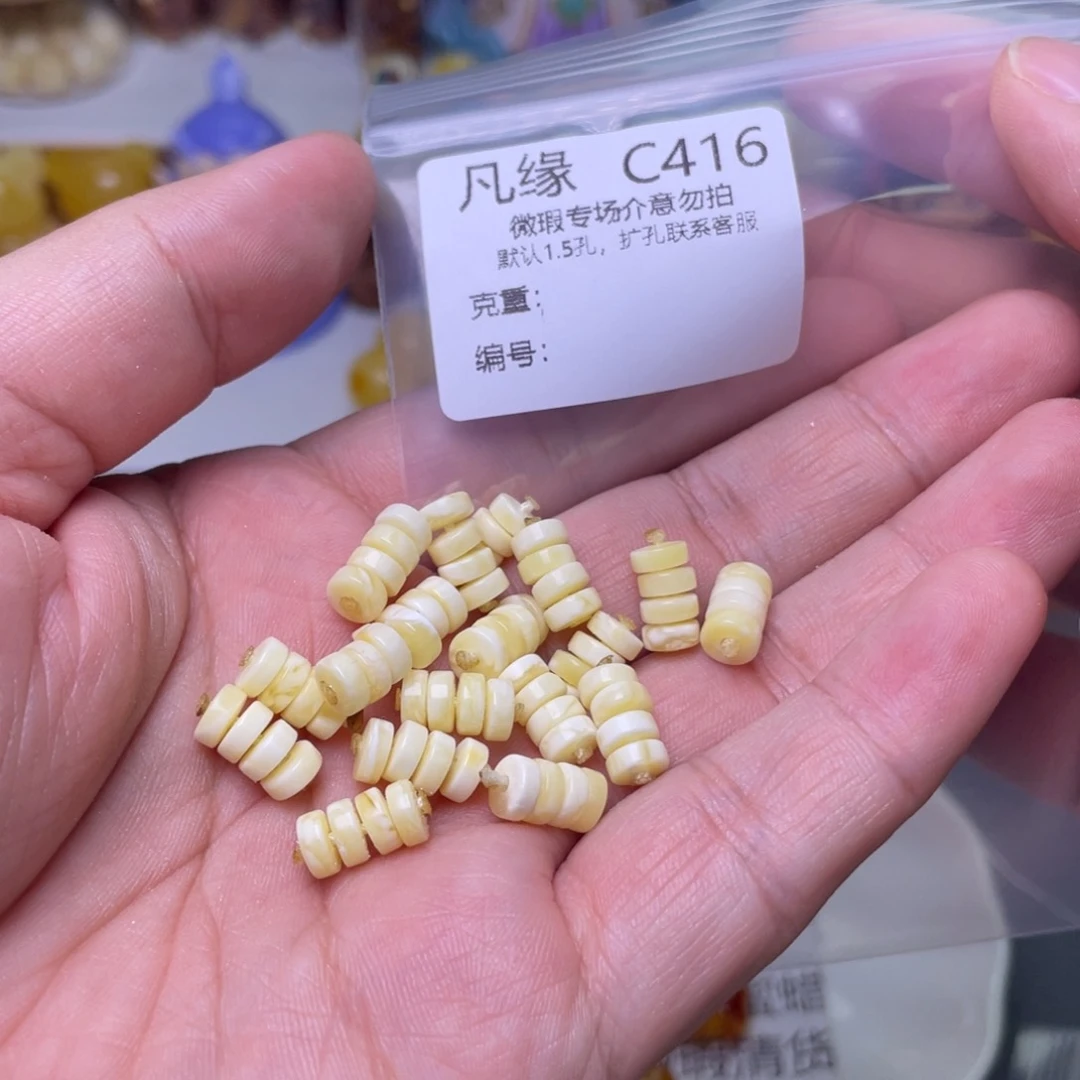 凡缘 C416
微瑕专场介意勿拍
默认1.5孔，扩孔联系客服
克重：
编号：